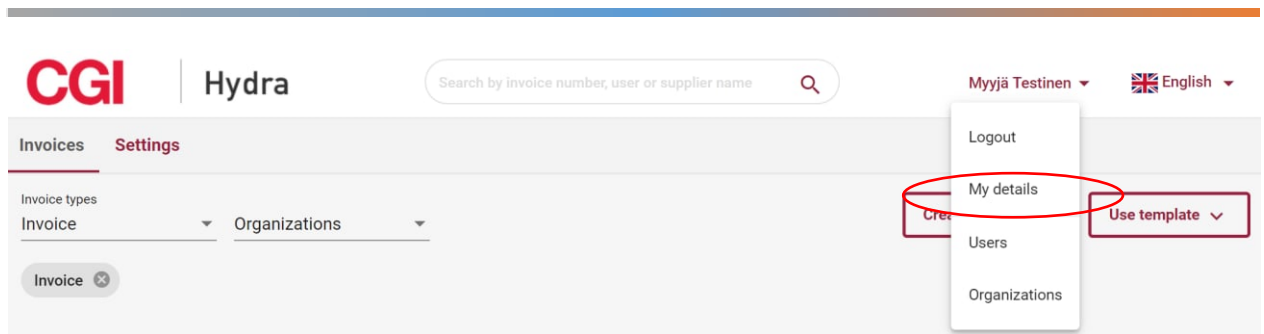 CGI Hydra Search by invoice number, user or supplier name Myyjä Testinen English
Invoices Settings
Logout
My details
Users
Organizations
Invoice types
Invoice Organizations
Use template
Invoice